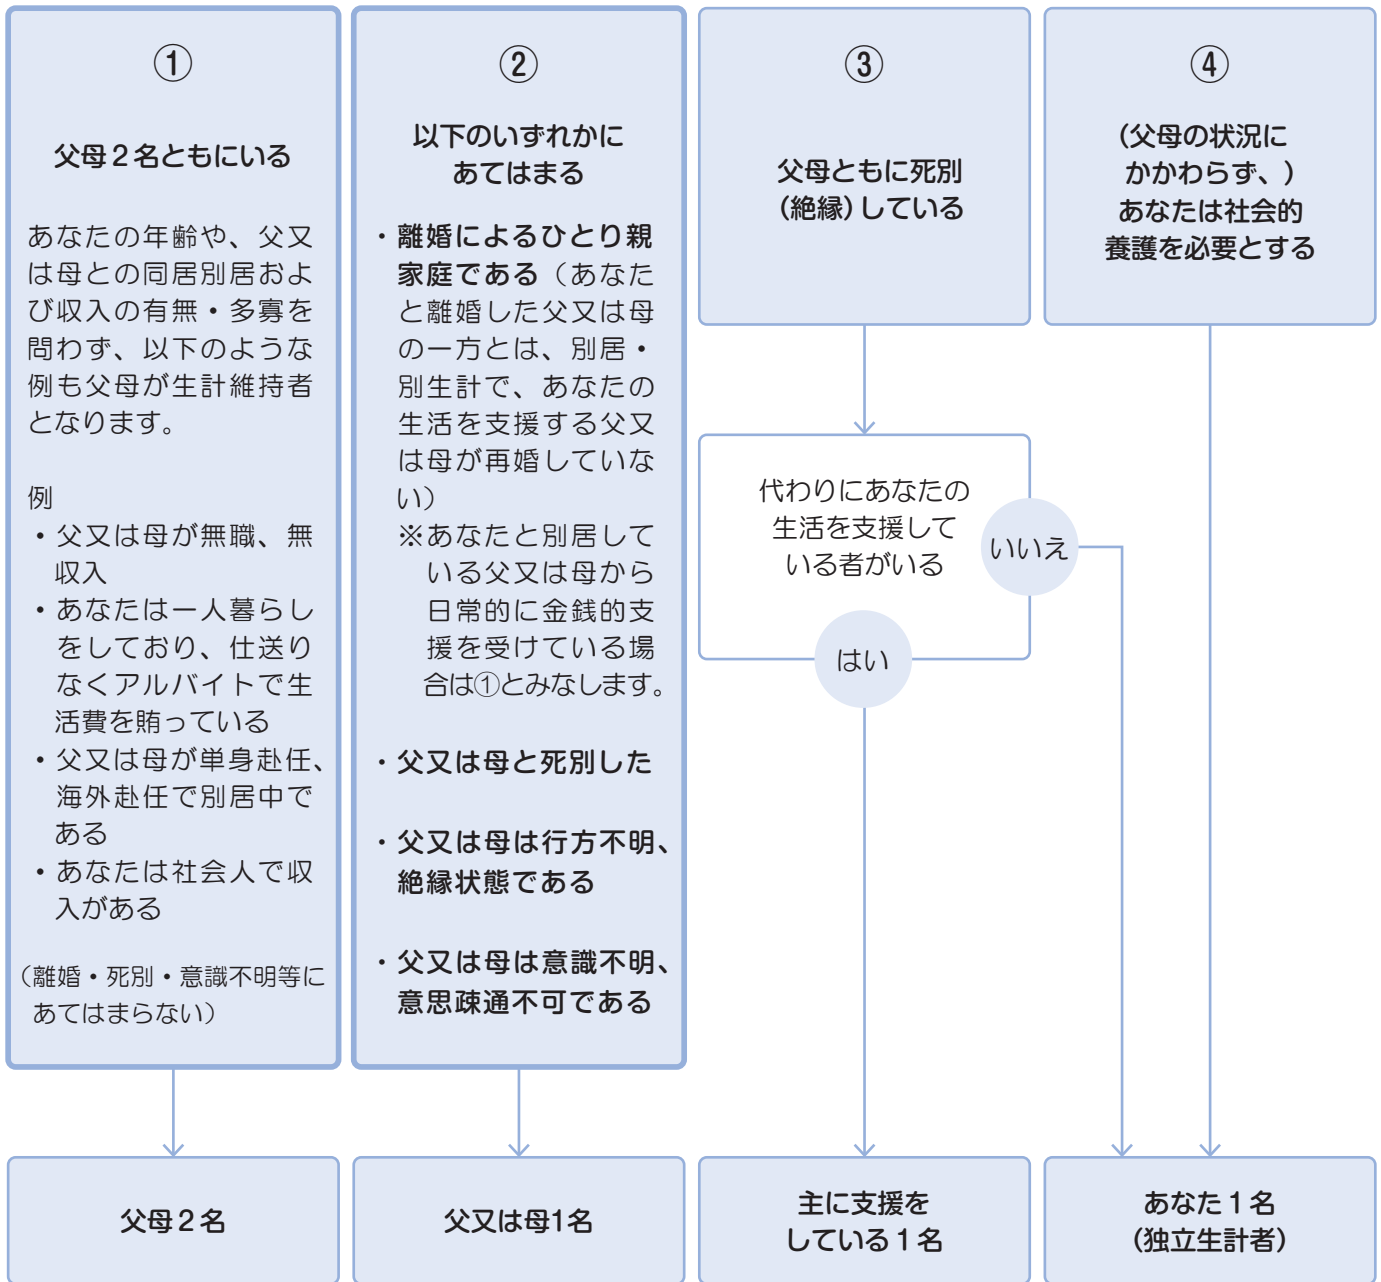 ①
父母２名ともにいる
あなたの年齢や、父又
は母との同居別居およ
び収入の有無・多寡を
問わず、以下のような
例も父母が生計維持者
となります。
例
・父又は母が無職、無
収入
・あなたは一人暮らし
をしており、仕送り
なくアルバイトで生
活費を賄っている
・父又は母が単身赴任、
海外赴任で別居中で
ある
・あなたは社会人で収
入がある
（離婚・死別・意識不明等に
あてはまらない）
父母２名
②
以下のいずれかに
あてはまる
・離婚によるひとり親
家庭である（あなた
と離婚した父又は母
の一方とは、別居・
別生計で、あなたの
生活を支援する父又
は母が再婚していな
い）
※あなたと別居して
いる父又は母から
日常的に金銭的支
援を受けている場
合は①とみなします。
・父又は母と死別した
・父又は母は行方不明、
絶縁状態である
・父又は母は意識不明、
意思疎通不可である
父又は母1名
③
父母ともに死別
（絶縁）している
代わりにあなたの
生活を支援して
いる者がいる
いいえ
はい
主に支援を
している１名
④
（父母の状況に
かかわらず、）
あなたは社会的
養護を必要とする
あなた１名
（独立生計者）